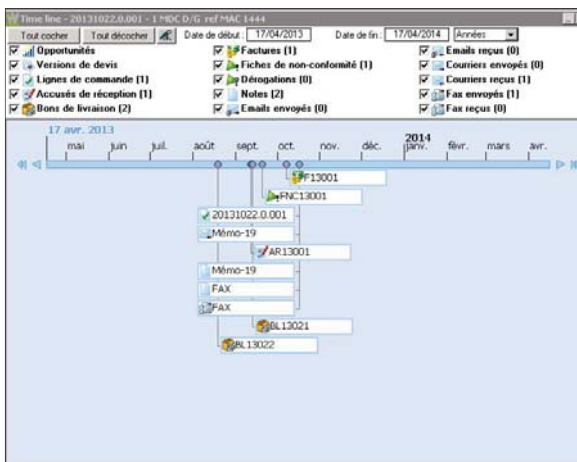 Time line - 20131022.0.001 - 1 MDC D/G ref MAC 1444
Tout cocher Tout décocher Date de début : 17/04/2013 Date de fin : 17/04/2014 Années
Opportunités Factures (1) Emails reçus (0)
Versions de devis Fiches de non-conformité (1) Courriers envoyés (0)
Lignes de commande (1) Dérogations (0) Courriers reçus (1)
Accusés de réception (1) Notes (2) Fax envoyés (1)
Bons de livraison (2) Emails envoyés (0) Fax reçus (0)
17 avr. 2013 2014
mai juin juil. août sept. oct. nov. déc. janv. févr. mars avr.
F13001
FNC13001
20131022.0.001
Mémo-19
AR13001
Mémo-19
FAX
FAX
BL13021
BL13022